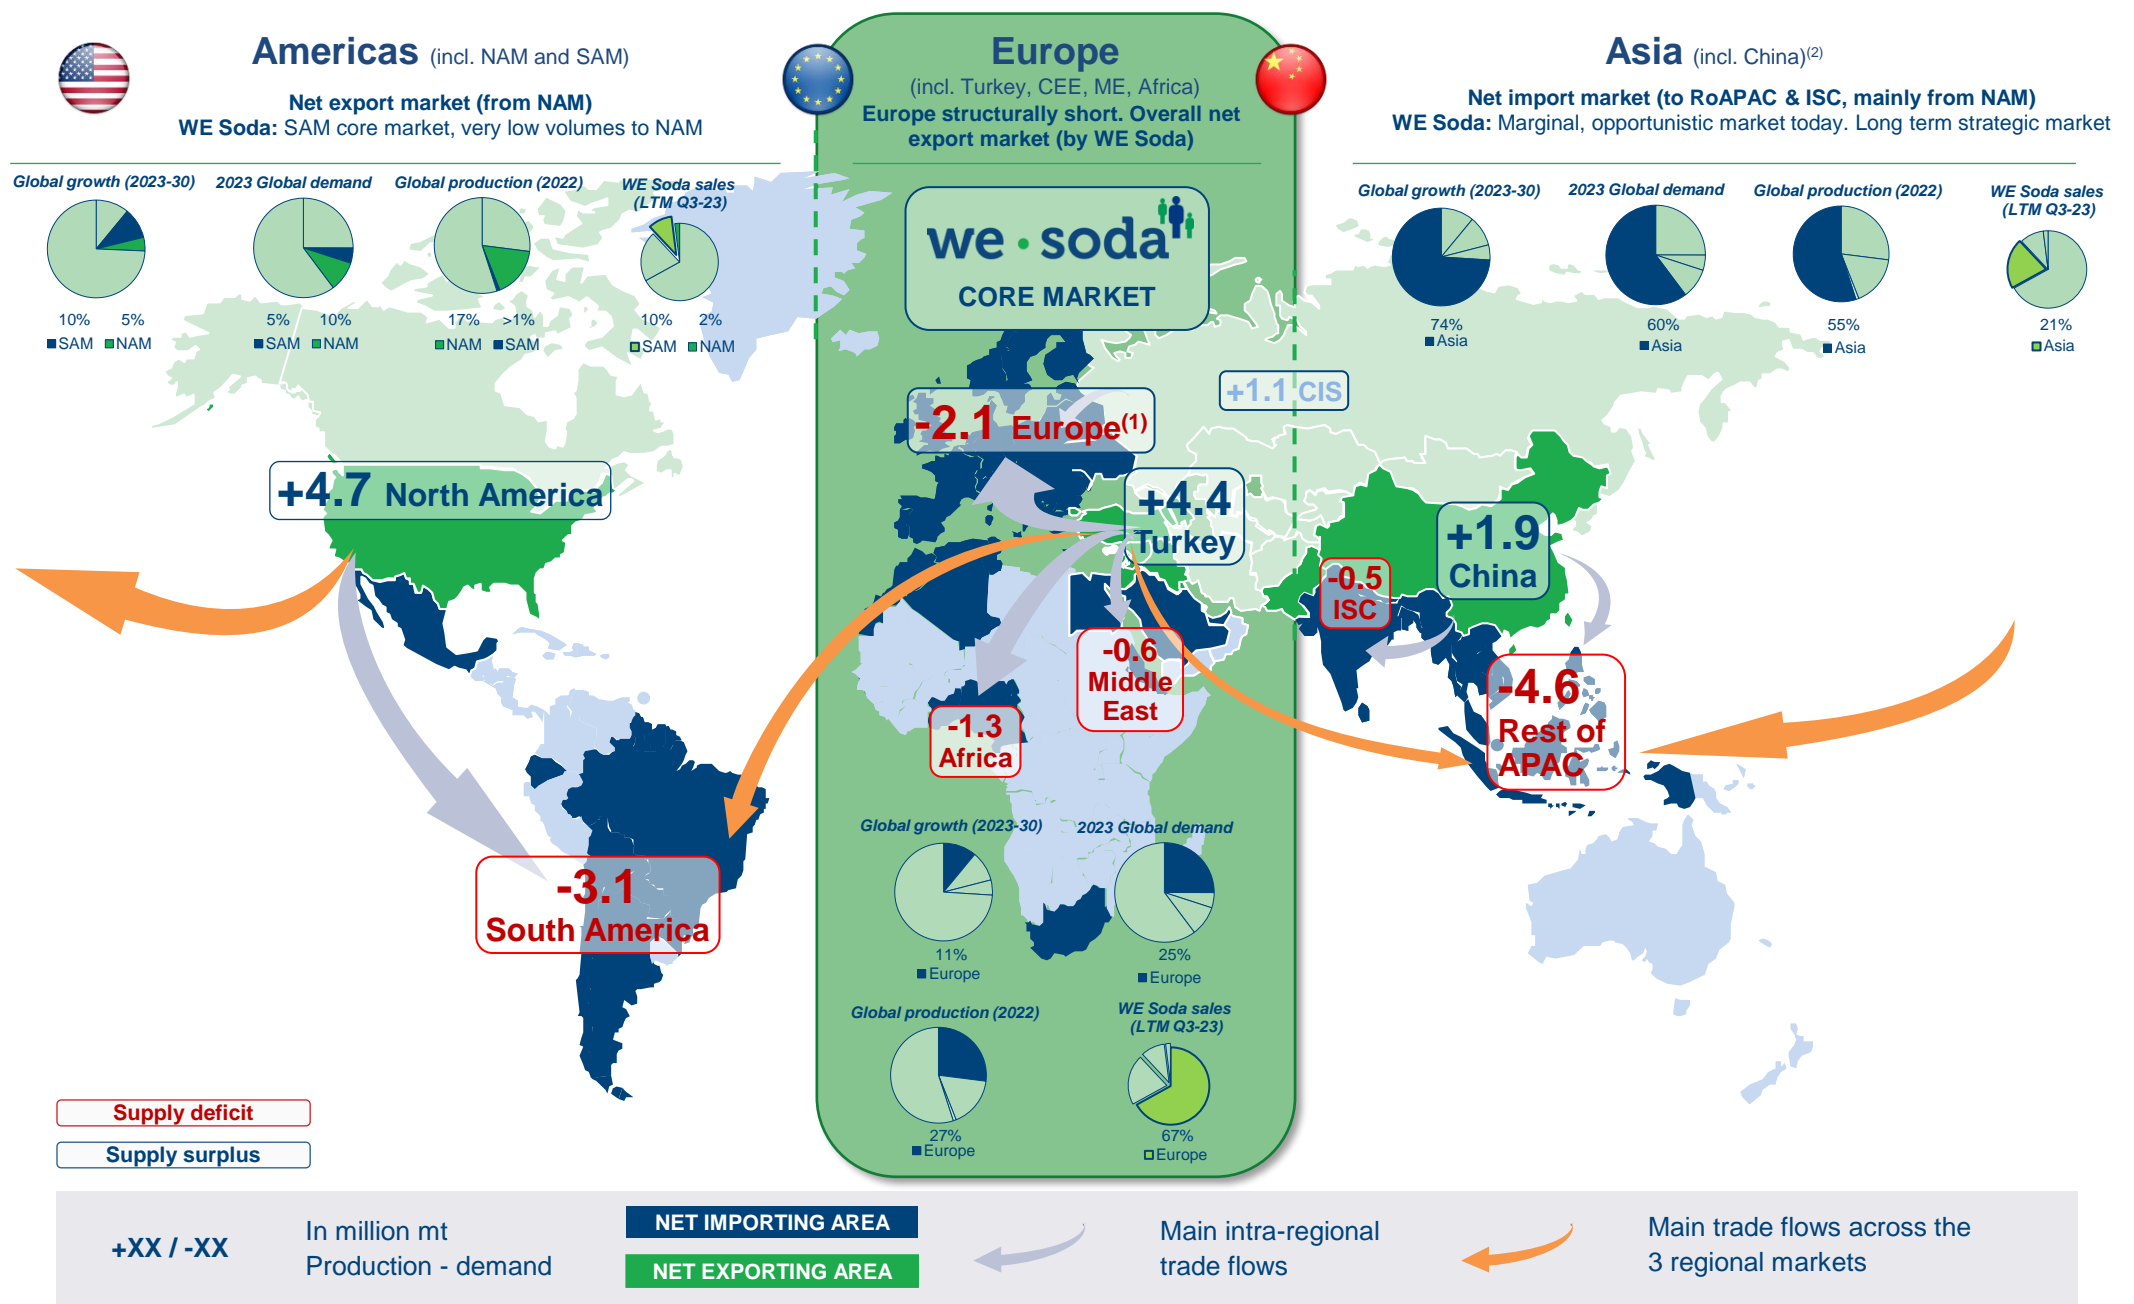 Americas (incl. NAM and SAM)
Net export market (from NAM)
WE Soda: SAM core market, very low volumes to NAM
Global growth (2023-30)
10% 5%
SAM NAM
2023 Global demand
5% 10%
SAM NAM
Global production (2022)
17% >1%
NAM SAM
WE Soda sales
(LTM Q3-23)
10% 2%
SAM NAM
Europe
(incl. Turkey, CEE, ME, Africa)
Europe structurally short. Overall net
export market (by WE Soda)
we·soda
CORE MARKET
Asia (incl. China)(2)
Net import market (to RoAPAC & ISC, mainly from NAM)
WE Soda: Marginal, opportunistic market today. Long term strategic market
Global growth (2023-30)
74%
Asia
2023 Global demand
60%
Asia
Global production (2022)
55%
Asia
WE Soda sales
(LTM Q3-23)
21%
Asia
+4.7 North America
-3.1
South America
-2.1 Europe(1)
+1.1 CIS
+4.4
Turkey
-0.6
Middle
East
-1.3
Africa
+1.9
China
-0.5
ISC
-4.6
Rest of
APAC
Global growth (2023-30)
11%
Europe
2023 Global demand
25%
Europe
Global production (2022)
27%
Europe
WE Soda sales
(LTM Q3-23)
67%
Europe
Supply deficit
Supply surplus
+XX / -XX
In million mt
Production - demand
NET IMPORTING AREA
NET EXPORTING AREA
Main intra-regional
trade flows
Main trade flows across the
3 regional markets